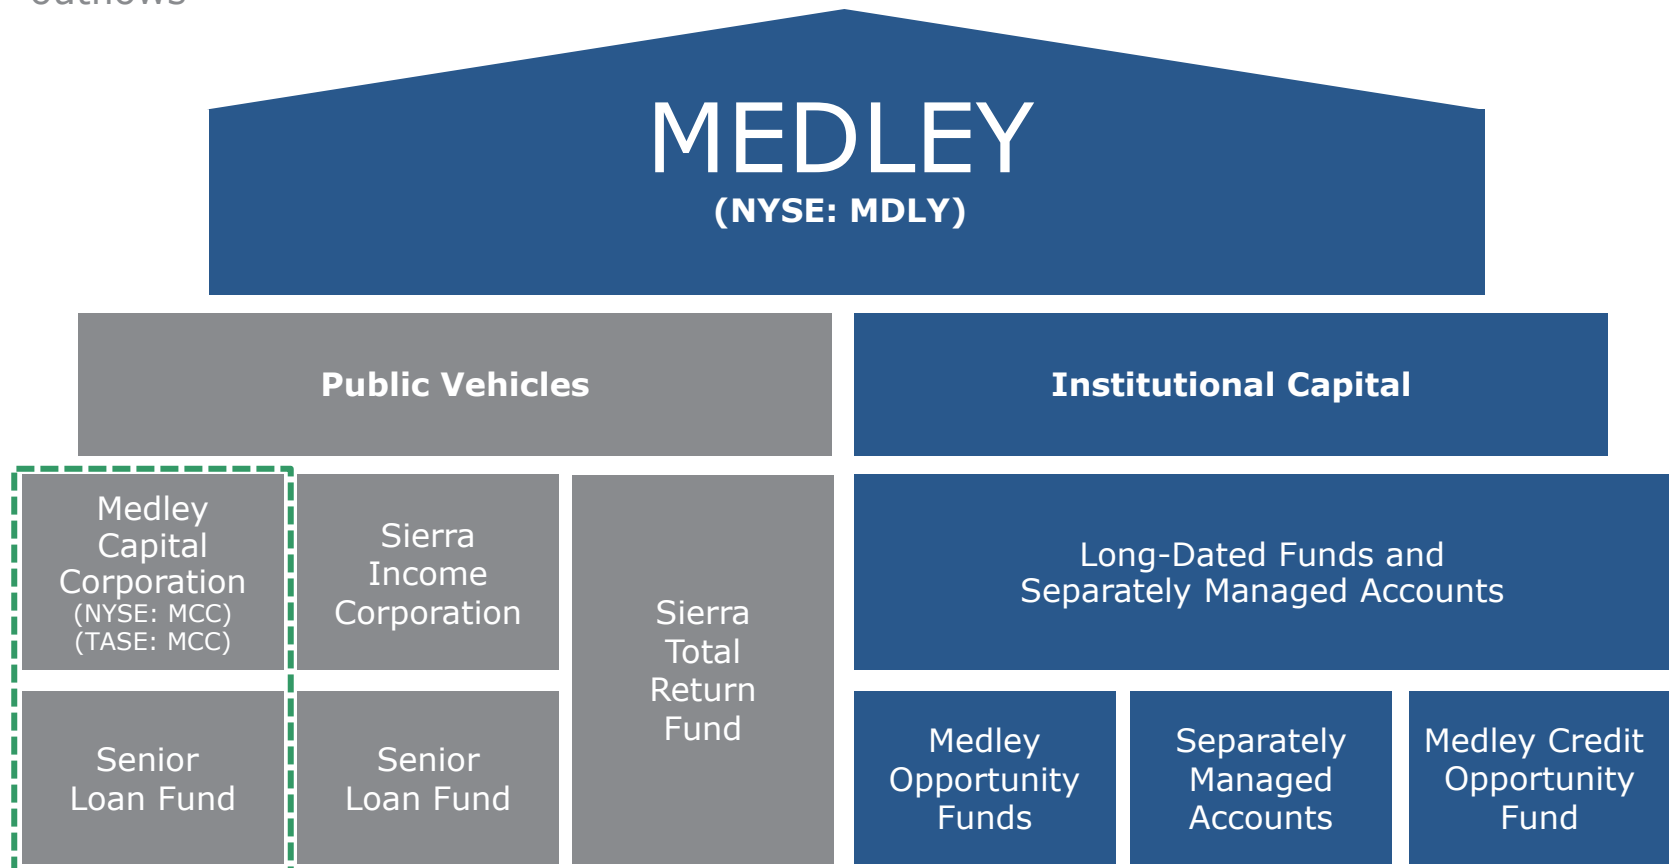 MEDLEY
(NYSE: MDLY)
Public Vehicles
Institutional Capital
Medley
Capital
Corporation
(NYSE: MCC)
(TASE: MCC)
Sierra
Income
Corporation
Sierra
Total
Return
Fund
Long-Dated Funds and
Separately Managed Accounts
Senior
Loan Fund
Senior
Loan Fund
Medley
Opportunity
Funds
Separately
Managed
Accounts
Medley Credit
Opportunity
Fund